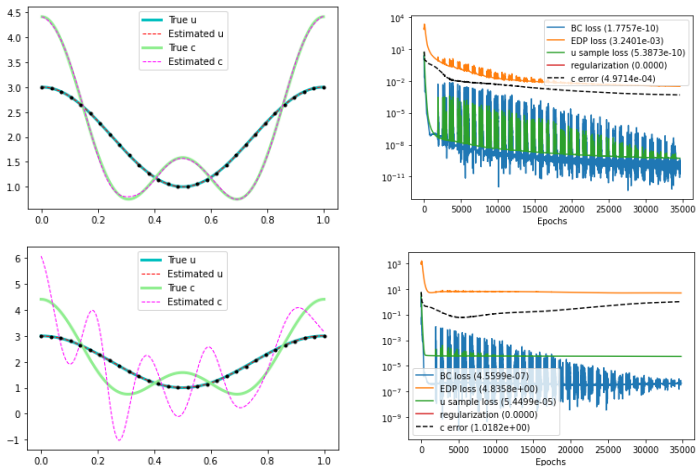 4.5
4.0
3.5
3.0
2.5
2.0
1.5
1.0
0.0
0.2
0.4
0.6
0.8
1.0
True u
Estimated u
True c
Estimated c
10^4
10^1
10^-2
10^-5
10^-8
10^-11
0
5000
10000
15000
20000
25000
30000
35000
Epochs
BC loss (1.7757e-10)
EDP loss (3.2401e-03)
u sample loss (5.3873e-10)
regularization (0.0000)
c error (4.9714e-04)
6
5
4
3
2
1
0
−1
0.0
0.2
0.4
0.6
0.8
1.0
True u
Estimated u
True c
Estimated c
10^3
10^1
10^-1
10^-3
10^-5
10^-7
10^-9
0
5000
10000
15000
20000
25000
30000
35000
Epochs
BC loss (4.5599e-07)
EDP loss (4.8358e+00)
u sample loss (5.4499e-05)
regularization (0.0000)
c error (1.0182e+00)